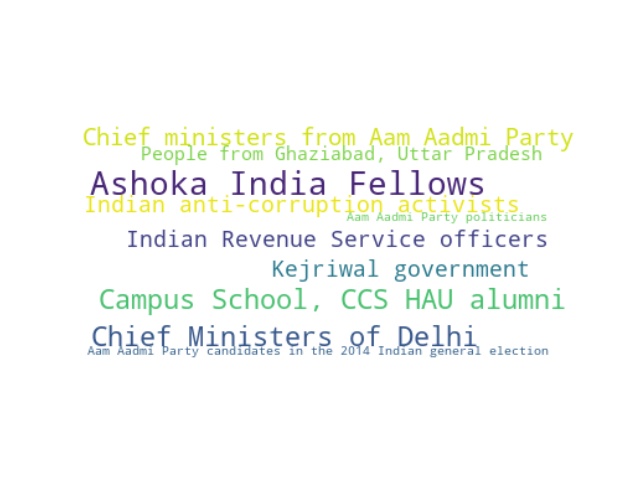 Chief ministers from Aam Aadmi Party
People from Ghaziabad, Uttar Pradesh
Ashoka India Fellows
Indian anti-corruption activists
Aam Aadmi Party politicians
Indian Revenue Service officers
Kejriwal government
Campus School, CCS HAU alumni
Chief Ministers of Delhi
Aam Aadmi Party candidates in the 2014 Indian general election